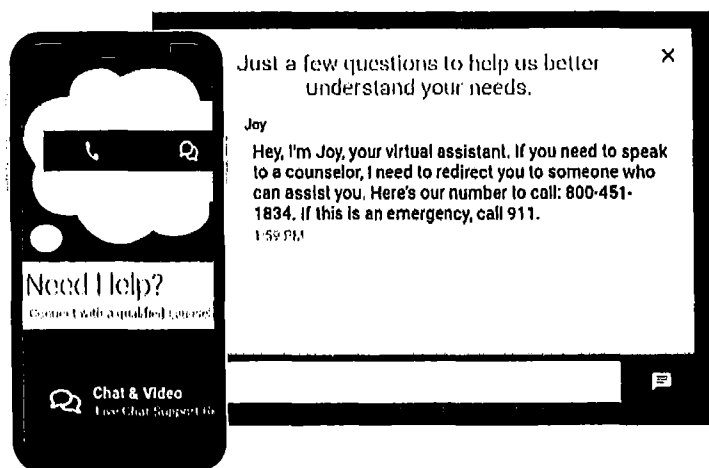 Just a few questions to help us better
understand your needs.
Joy
Hey, I'm Joy, your virtual assistant. If you need to speak
to a counselor, I need to redirect you to someone who
can assist you. Here's our number to call: 800-451-
1834. If this is an emergency, call 911.
1:59 PM
Need Help?
Connect with a qualified
Chat & Video
Live Chat Support